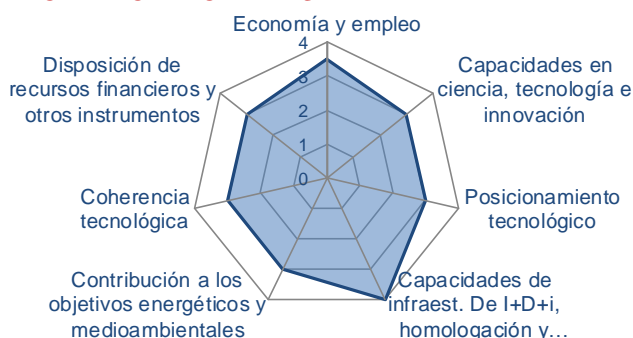 Economía y empleo
4
3
2
1
0
Disposición de
recursos financieros y
otros instrumentos
Capacidades en
ciencia, tecnología e
innovación
Coherencia
tecnológica
Posicionamiento
tecnológico
Contribución a los
objetivos energéticos y
medioambientales
Capacidades de
infraest. De I+D+i,
homologación y…